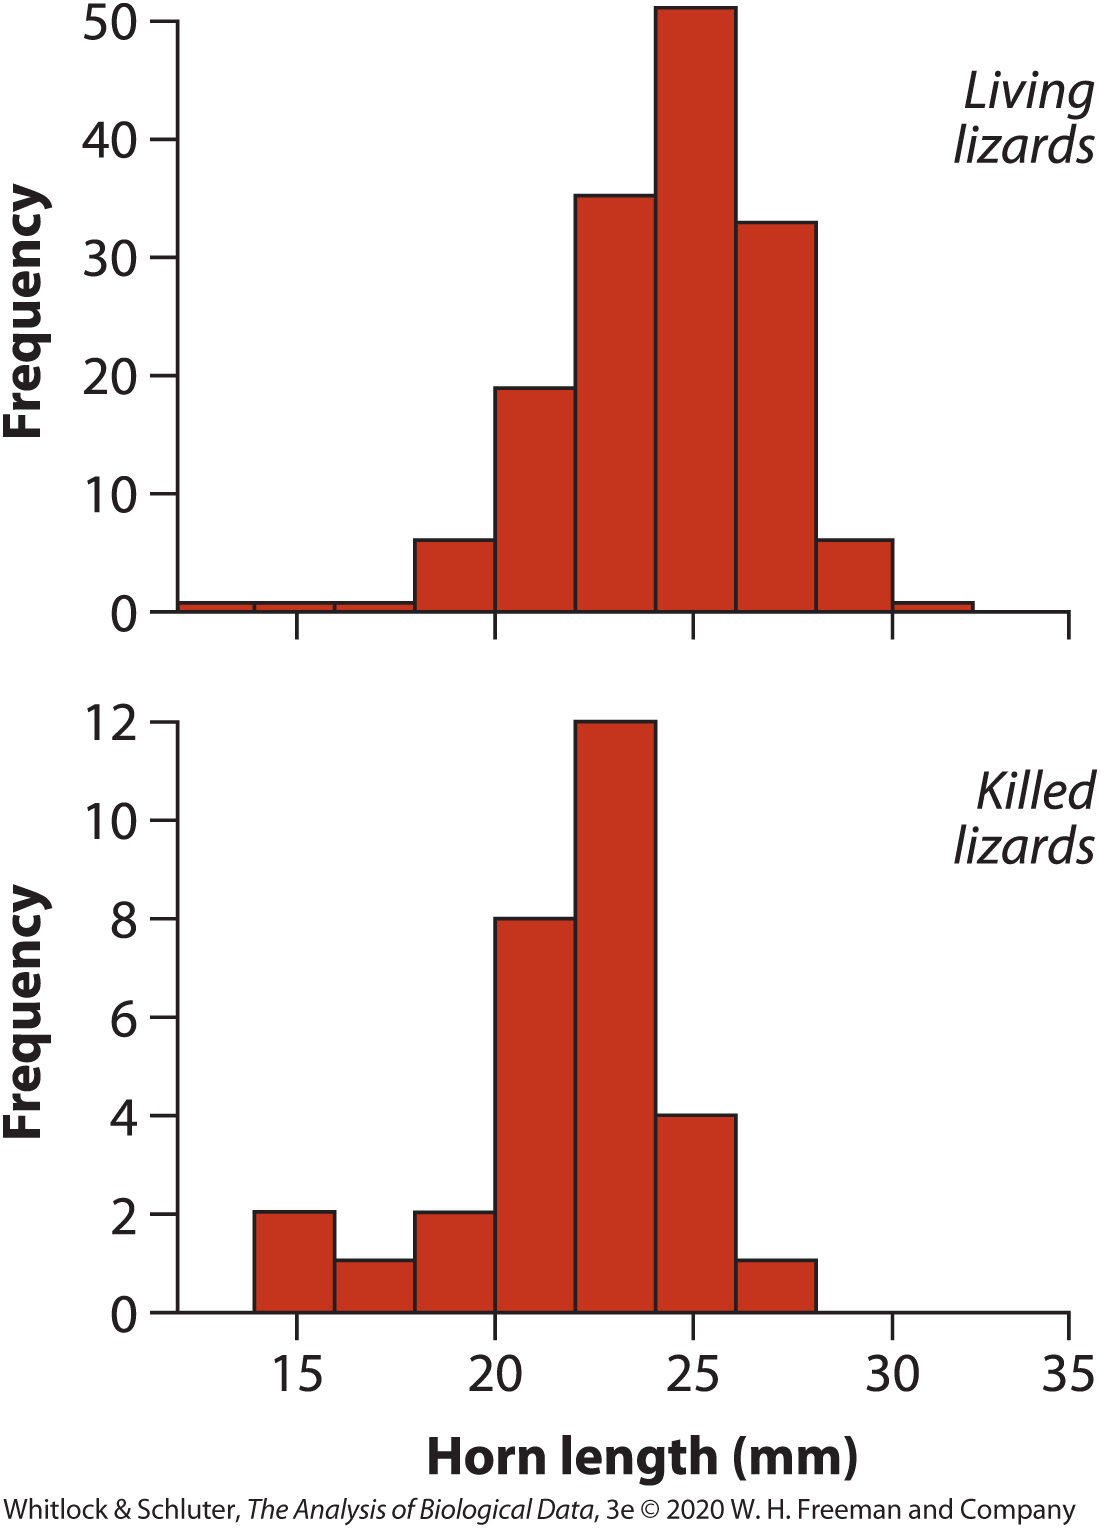 50
40
30
20
10
0
Frequency
Living
lizards
12
10
8
6
4
2
0
Frequency
Killed
lizards
15 20 25 30 35
Horn length (mm)
Whitlock & Schluter, The Analysis of Biological Data, 3e © 2020 W. H. Freeman and Company